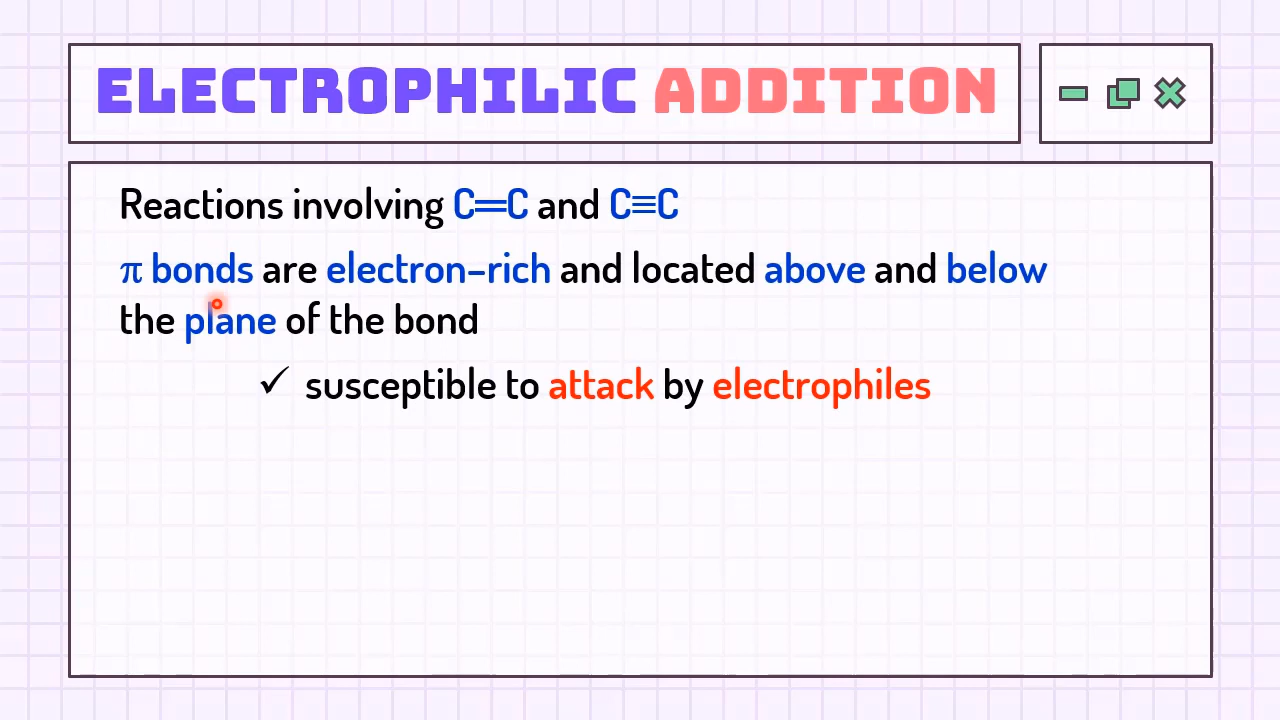 ELECTROPHILIC ADDITION
Reactions involving C=C and C≡C
π bonds are electron-rich and located above and below
the plane of the bond
✓ susceptible to attack by electrophiles